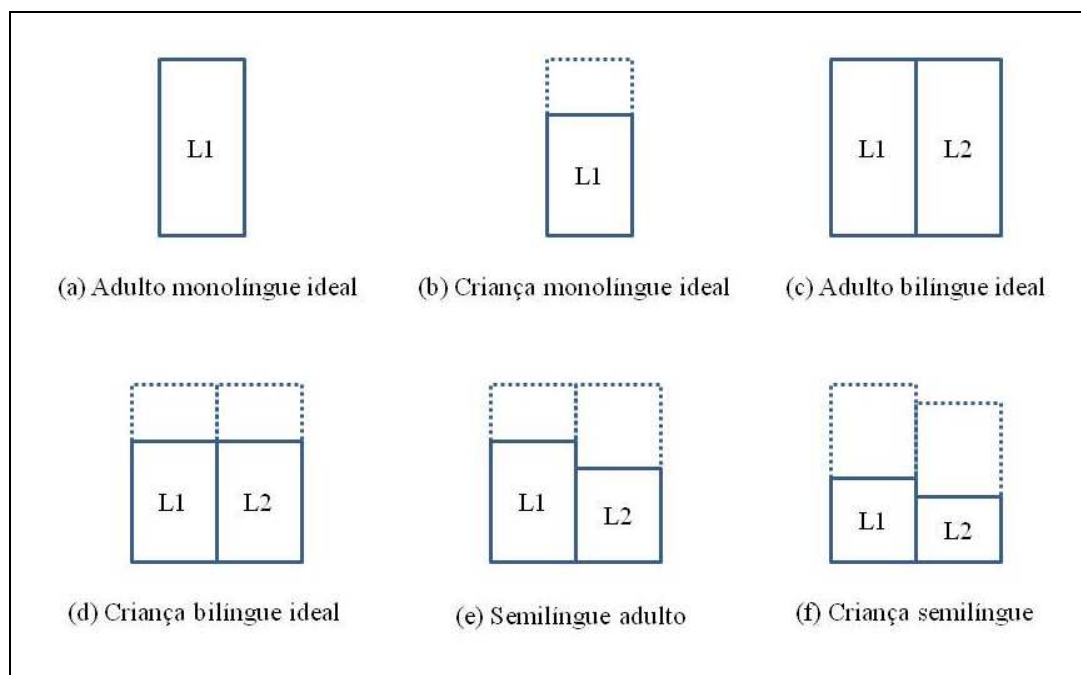 L1
L1
L1 L2
(a) Adulto monolíngue ideal
(b) Criança monolíngue ideal
(c) Adulto bilíngue ideal
L1 L2
L1 L2
L1 L2
(d) Criança bilíngue ideal
(e) Semilíngue adulto
(f) Criança semilíngue